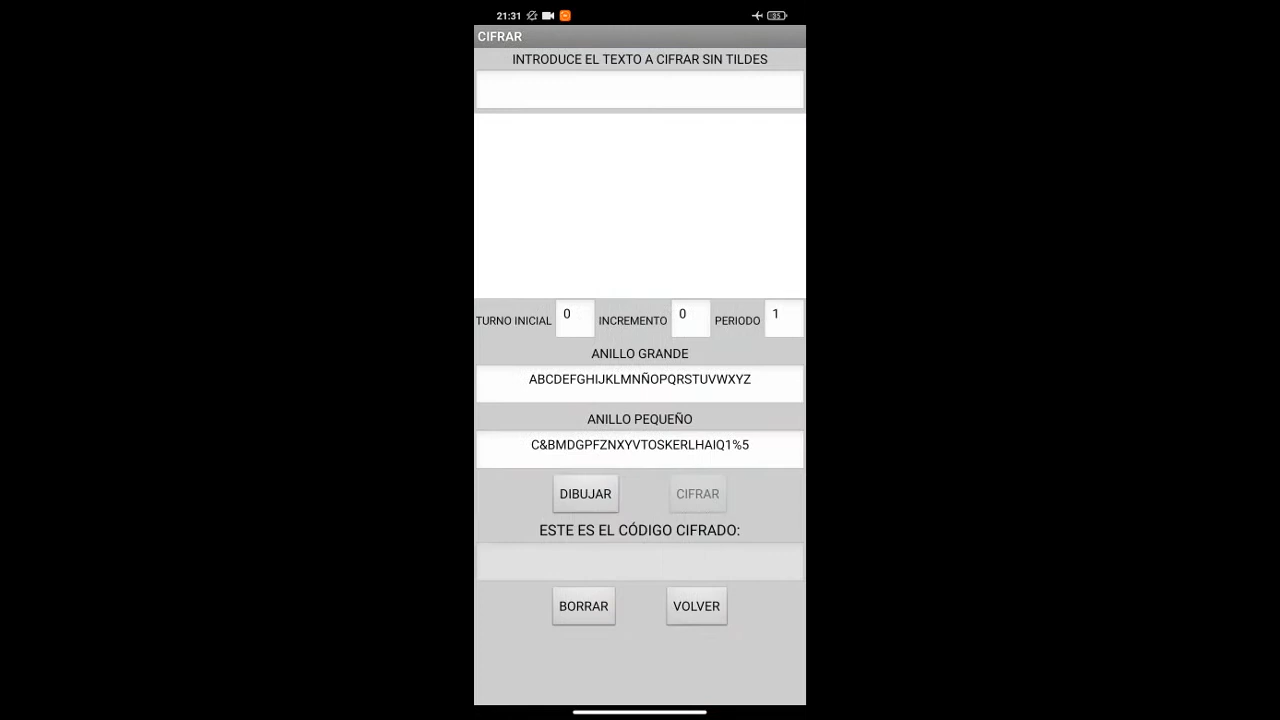 21:31 35
CIFRAR
INTRODUCE EL TEXTO A CIFRAR SIN TILDES
TURNO INICIAL 0 INCREMENTO 0 PERIODO 1
ANILLO GRANDE
ABCDEFGHIJKLMNÑOPQRSTUVWXYZ
ANILLO PEQUEÑO
C&BMDGPFZNXYVTOSKERLHAIQ1%5
DIBUJAR CIFRAR
ESTE ES EL CÓDIGO CIFRADO:
BORRAR VOLVER